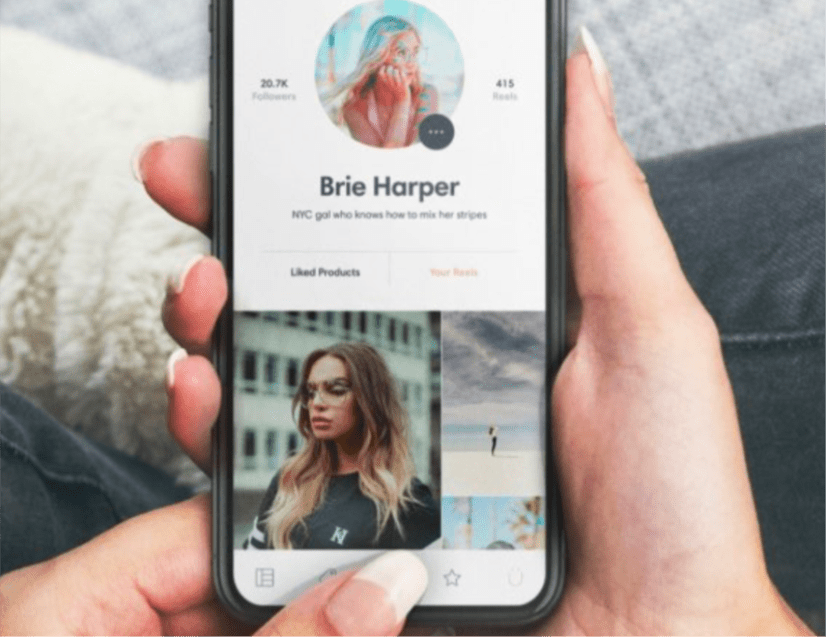 20.7K
Followers
415
Reels
Brie Harper
NYC gal who knows how to mix her stripes
Liked Products
Your Reels